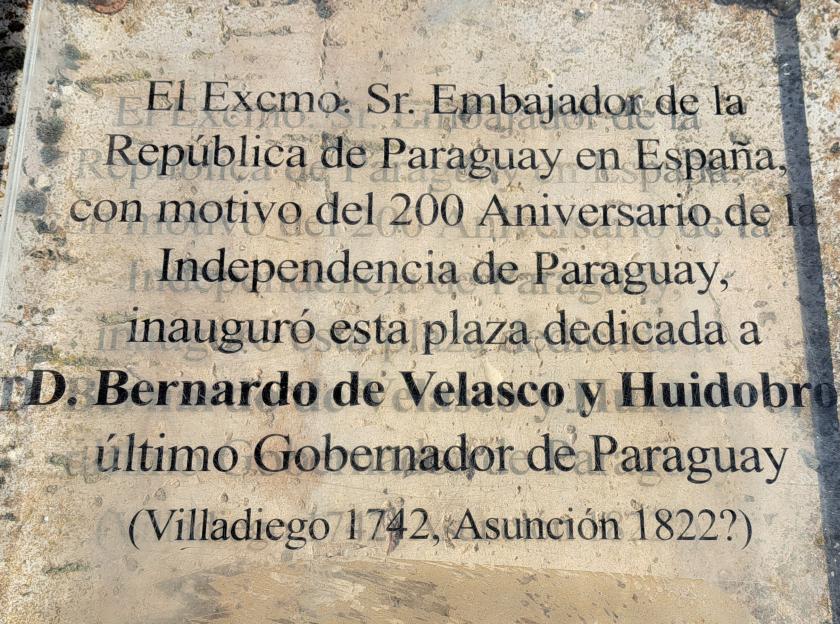 El Excmo. Sr. Embajador de la
República de Paraguay en España,
con motivo del 200 Aniversario de la
Independencia de Paraguay,
inauguró esta plaza dedicada a
D. Bernardo de Velasco y Huidobro
último Gobernador de Paraguay
(Villadiego 1742, Asunción 1822?)